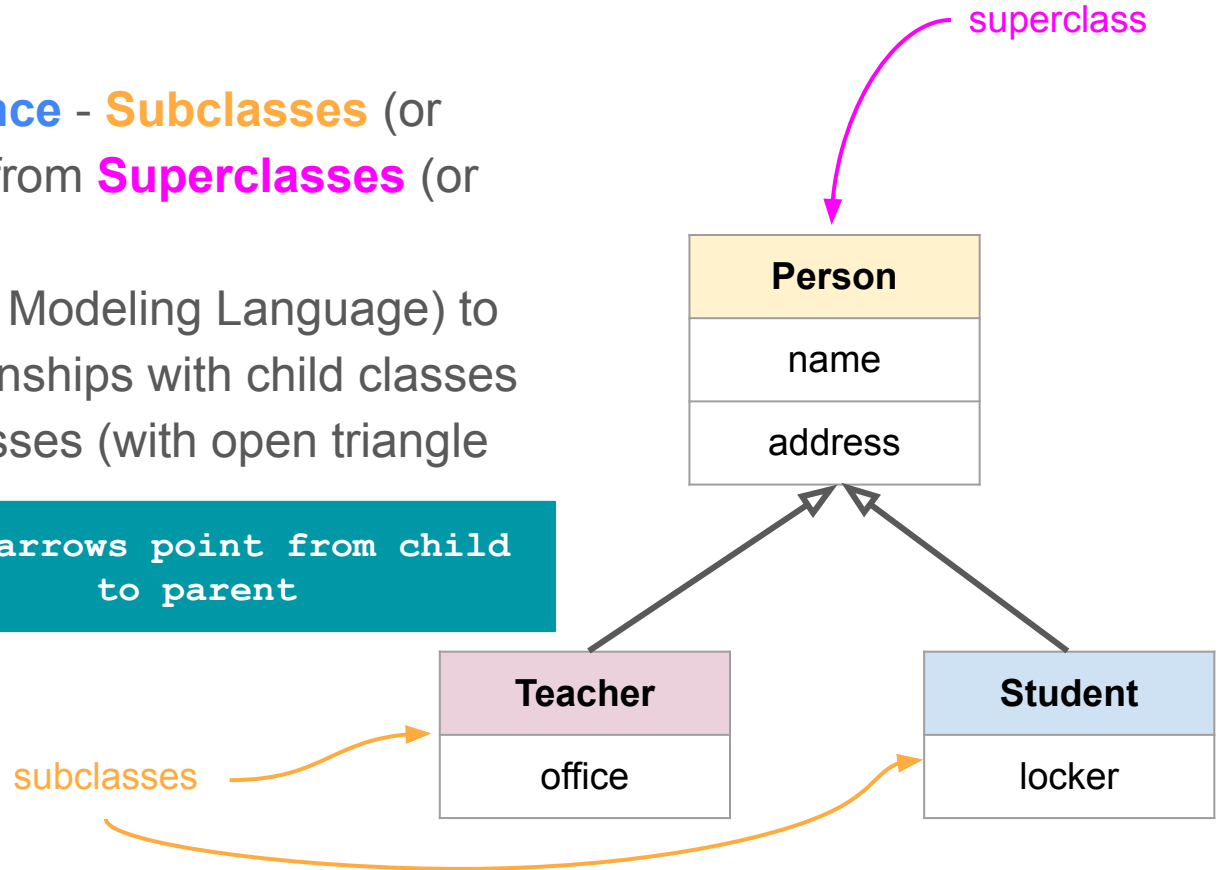 superclass
nce - Subclasses (or
from Superclasses (or
Modeling Language) to
nships with child classes
sses (with open triangle
arrows point from child
to parent
Person
name
address
Teacher
office
Student
locker
subclasses